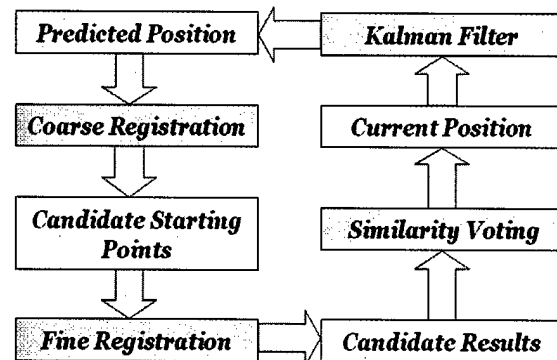 Predicted Position
Kalman Filter
Coarse Registration
Current Position
Candidate Starting
Points
Similarity Voting
Fine Registration
Candidate Results